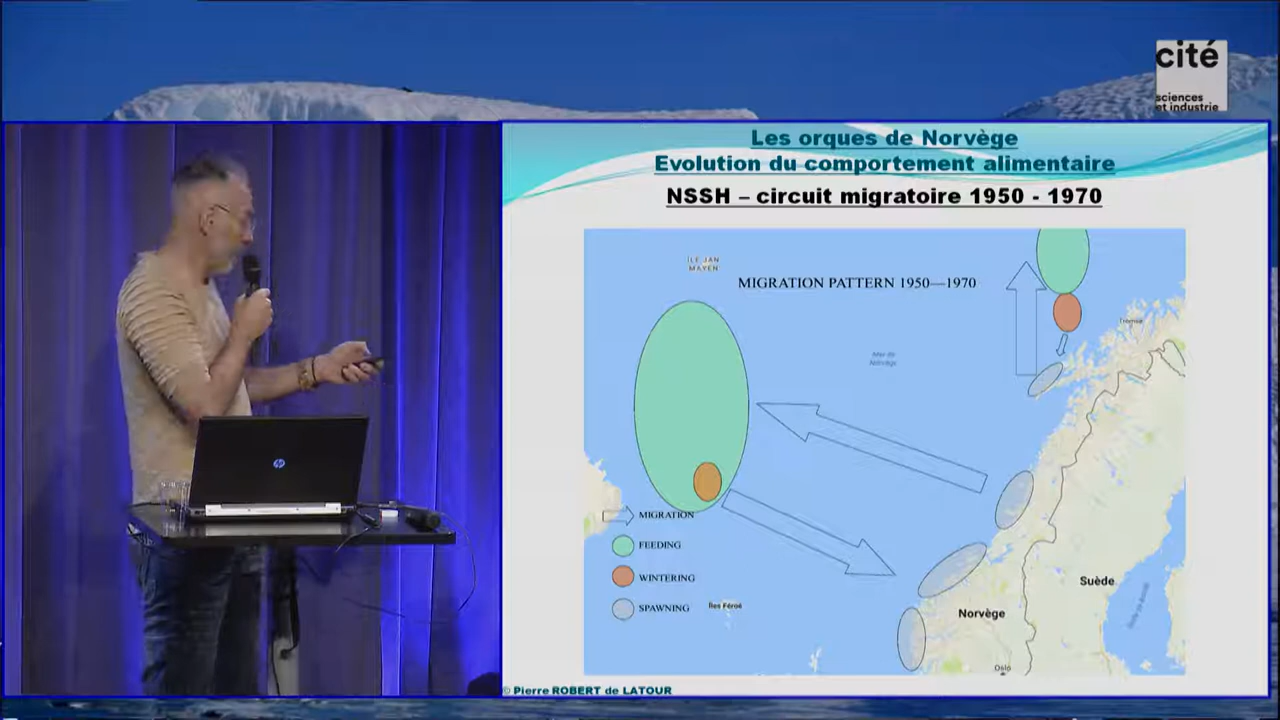 cité
sciences
et industrie
Les orques de Norvège
Evolution du comportement alimentaire
NSSH – circuit migratoire 1950 - 1970
ÎLE JAN
MAYEN
MIGRATION PATTERN 1950—1970
Tromsø
Mer de
Norvège
MIGRATION
FEEDING
WINTERING
SPAWNING
Îles Féroé
Suède
Norvège
Oslo
hp
© Pierre ROBERT de LATOUR